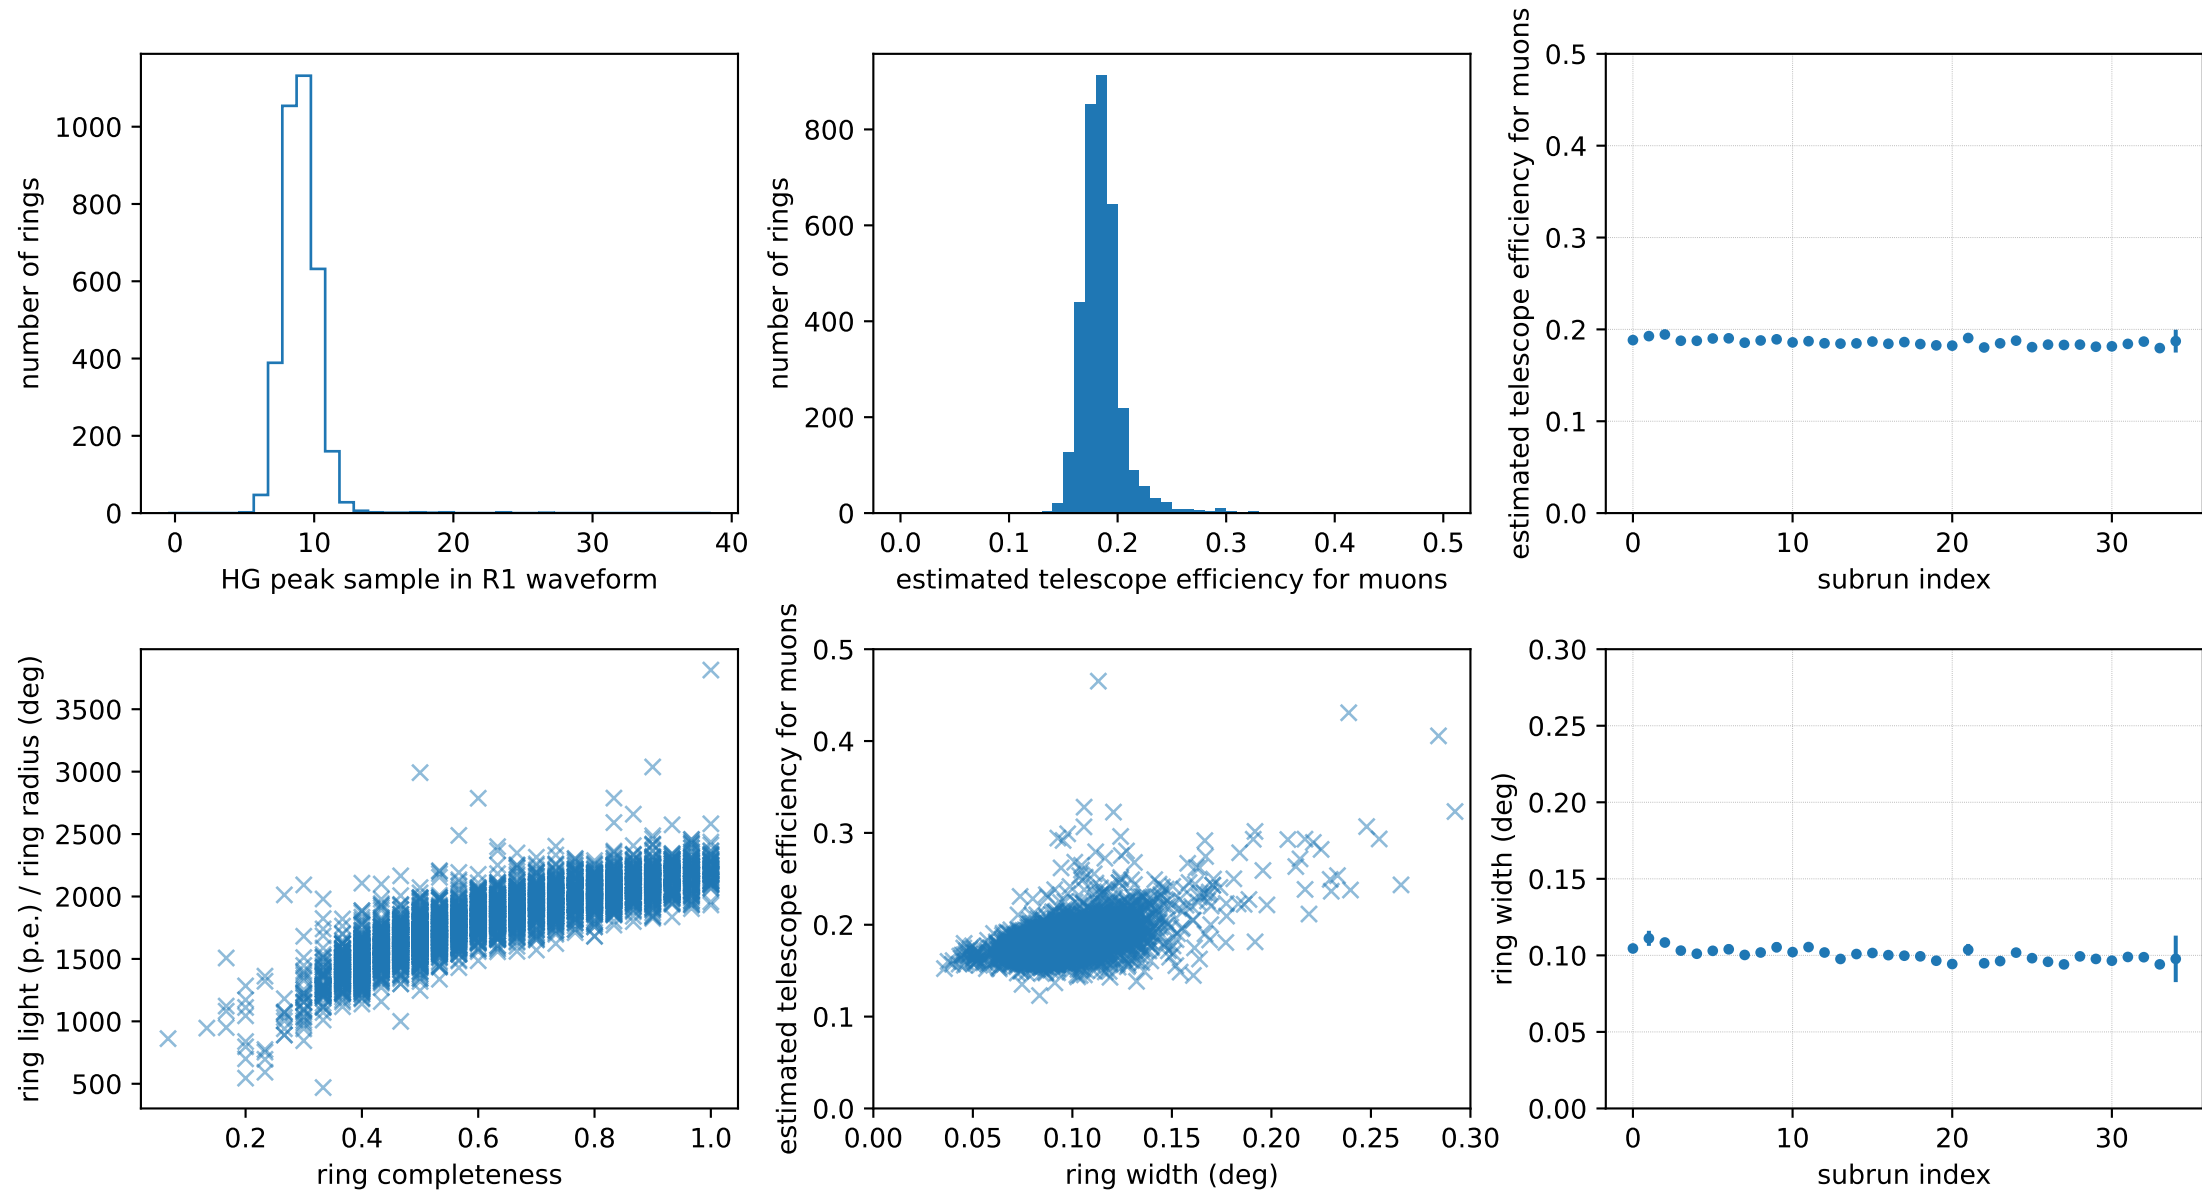 number of rings
1000
800
600
400
200
0
0 10 20 30 40
HG peak sample in R1 waveform
number of rings
800
600
400
200
0
0.0 0.1 0.2 0.3 0.4 0.5
estimated telescope efficiency for muons
estimated telescope efficiency for muons
0.5
0.4
0.3
0.2
0.1
0.0
0 10 20 30
subrun index
ring light (p.e.) / ring radius (deg)
3500
3000
2500
2000
1500
1000
500
0.2 0.4 0.6 0.8 1.0
ring completeness
estimated telescope efficiency for muons
0.5
0.4
0.3
0.2
0.1
0.0
0.00 0.05 0.10 0.15 0.20 0.25 0.30
ring width (deg)
ring width (deg)
0.30
0.25
0.20
0.15
0.10
0.05
0.00
0 10 20 30
subrun index